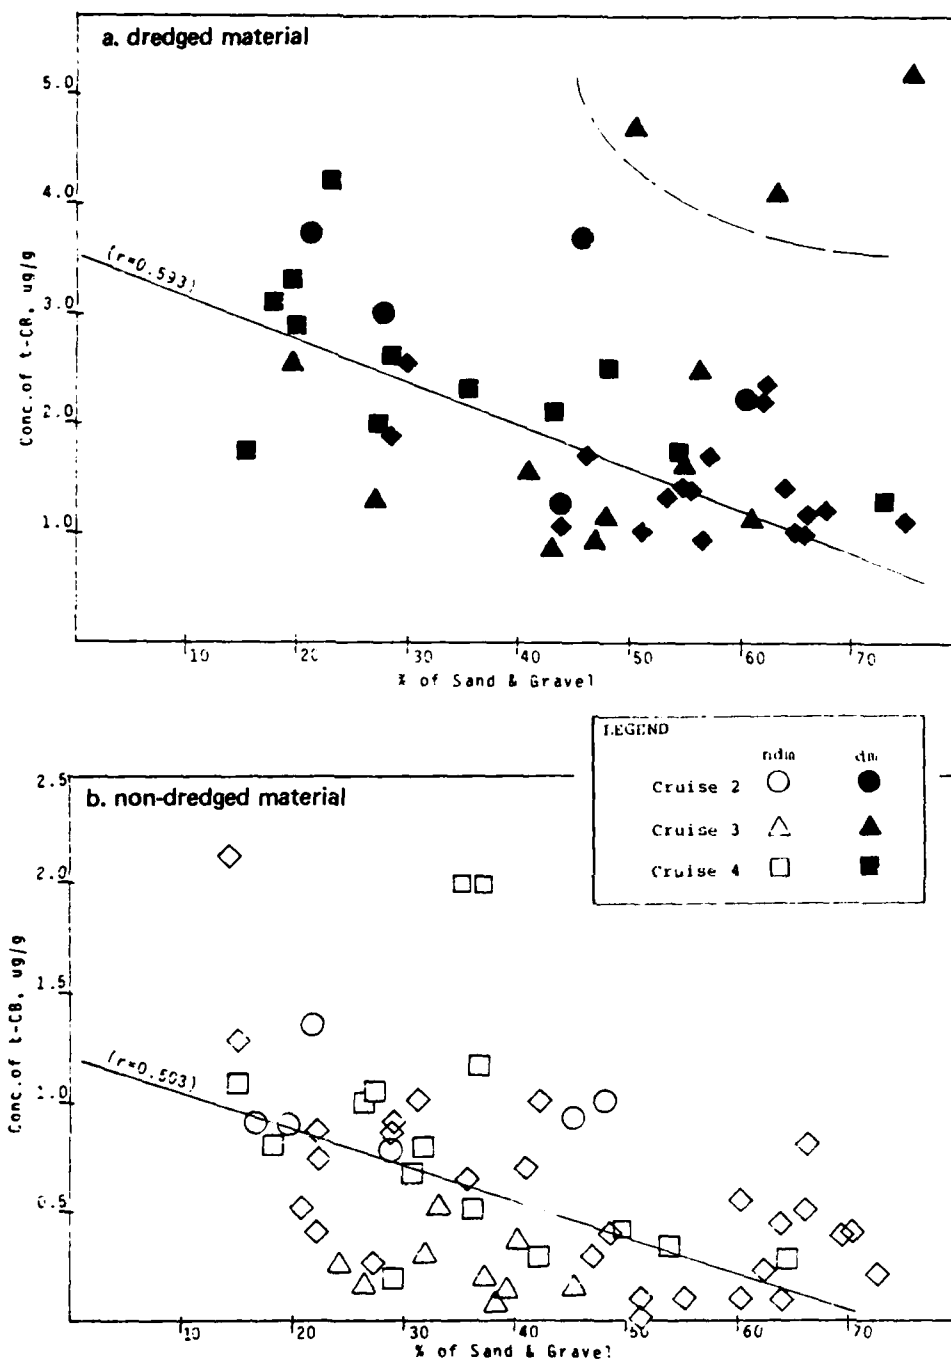 a. dredged material
5.0
4.0
3.0
2.0
1.0
Conc. of t-CB, ug/g
(r=0.593)
10 20 30 40 50 60 70
% of Sand & Gravel
LEGEND
ndm dm
Cruise 2
Cruise 3
Cruise 4
b. non-dredged material
2.5
2.0
1.5
1.0
0.5
Conc. of t-CB, ug/g
(r=0.503)
10 20 30 40 50 60 70
% of Sand & Gravel